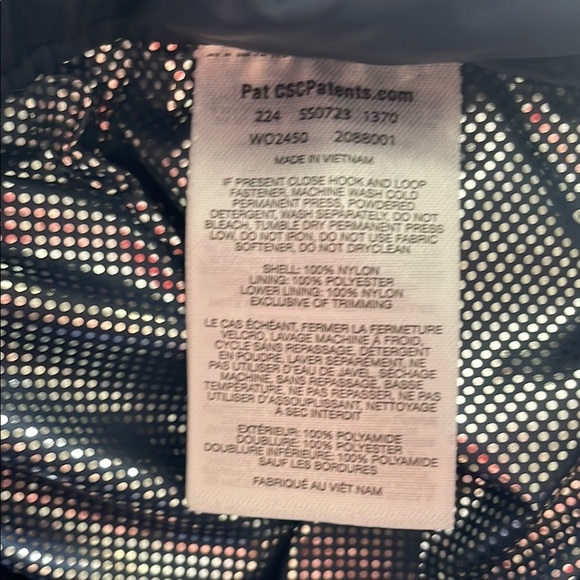 Pat CSCPatents.com
224 550723 1370
WO2450 2088001
MADE IN VIETNAM
IF PRESENT CLOSE HOOK AND LOOP
FASTENER, MACHINE WASH COLD
PERMANENT PRESS, POWDERED
DETERGENT, WASH SEPARATELY, DO NOT
BLEACH, TUMBLE DRY PERMANENT PRESS
LOW, DO NOT IRON, DO NOT USE FABRIC
SOFTENER, DO NOT DRYCLEAN
SHELL: 100% NYLON
LINING: 100% POLYESTER
LOWER LINING: 100% NYLON
EXCLUSIVE OF TRIMMING
LE CAS ÉCHÉANT, FERMER LA FERMETURE
VELCRO, LAVAGE MACHINE À FROID,
CYCLE SANS REPASSAGE, DÉTERGENT
EN POUDRE, LAVER SÉPARÉMENT, NE
PAS UTILISER D'EAU DE JAVEL, SÉCHAGE
MACHINE, SANS REPASSAGE, BASSE
TEMPÉRATURE, NE PAS REPASSER, NE PAS
UTILISER D'ASSOUPLISSANT, NETTOYAGE
À SEC INTERDIT
EXTÉRIEUR: 100% POLYAMIDE
DOUBLURE: 100% POLYESTER
DOUBLURE INFÉRIEURE: 100% POLYAMIDE
SAUF LES BORDURES
FABRIQUÉ AU VIÊT NAM